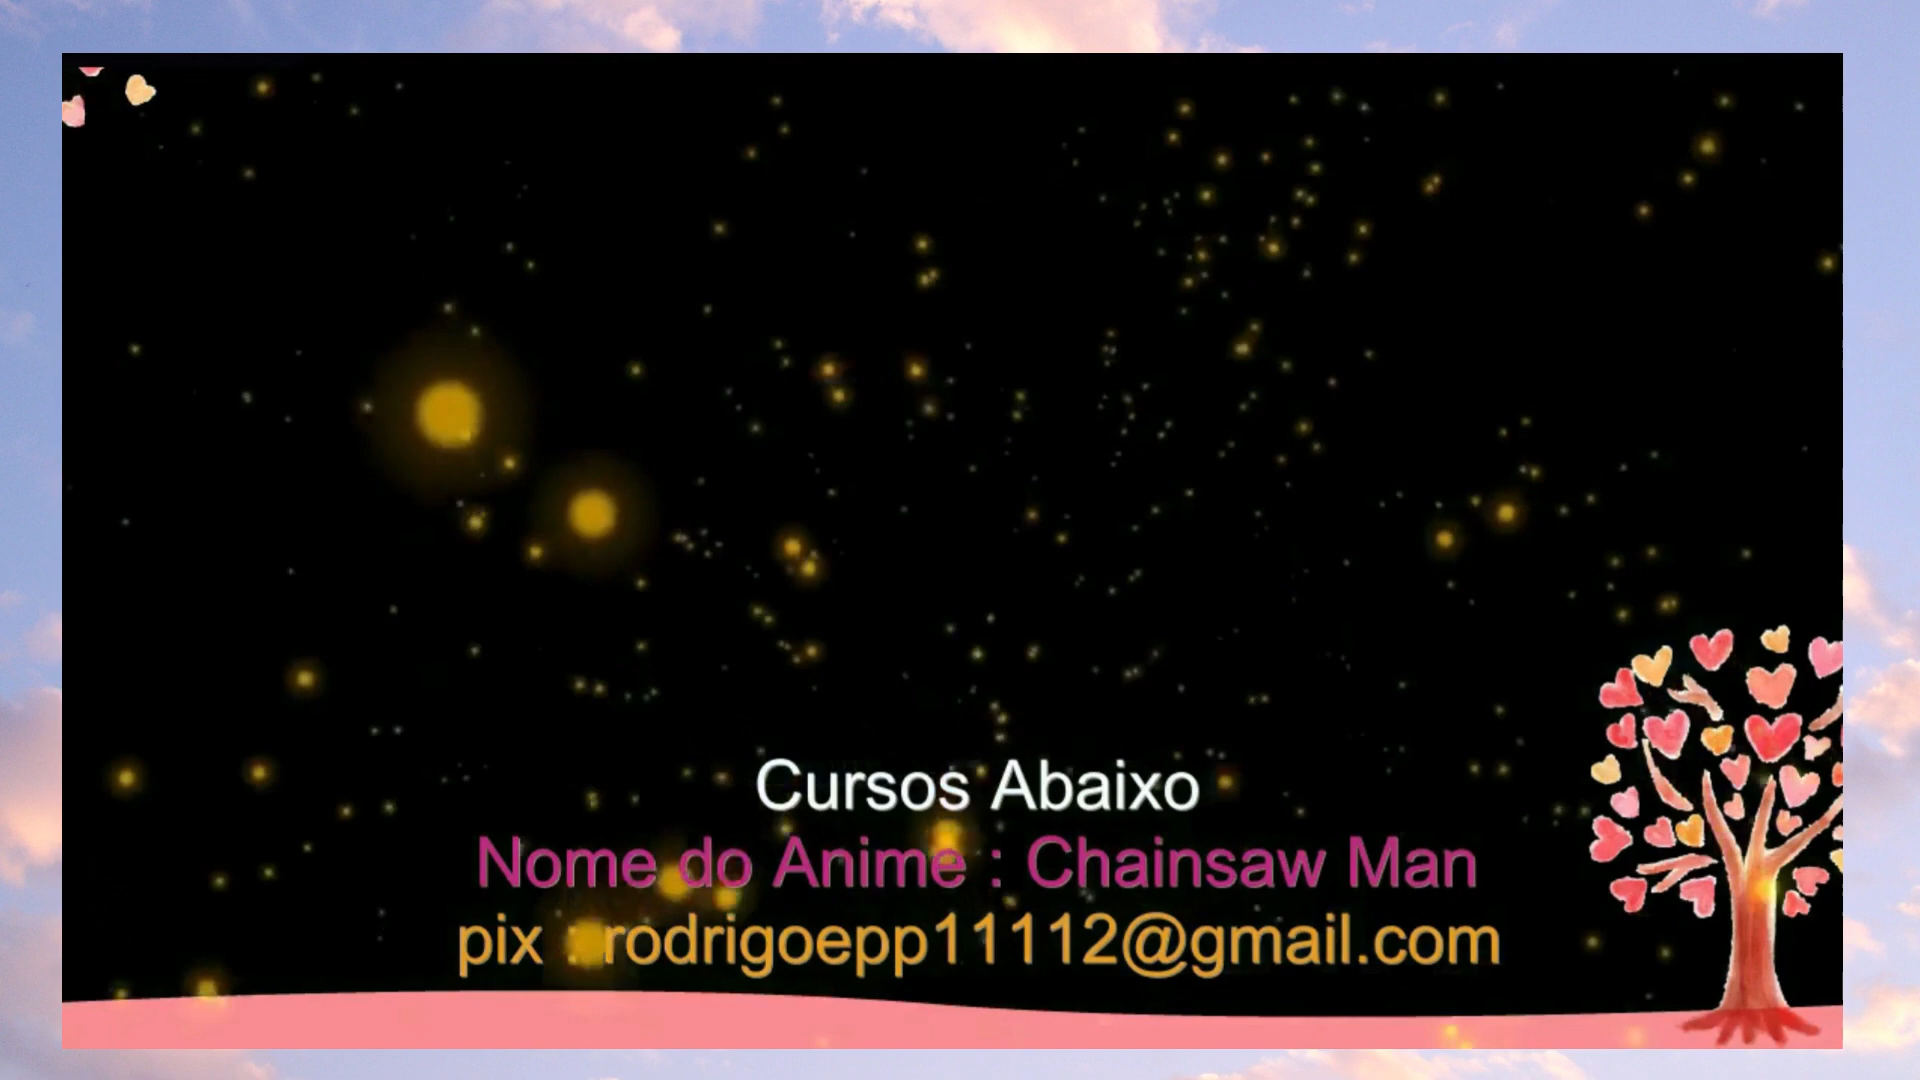 Cursos Abaixo
Nome do Anime : Chainsaw Man
pix : rodrigoepp11112@gmail.com